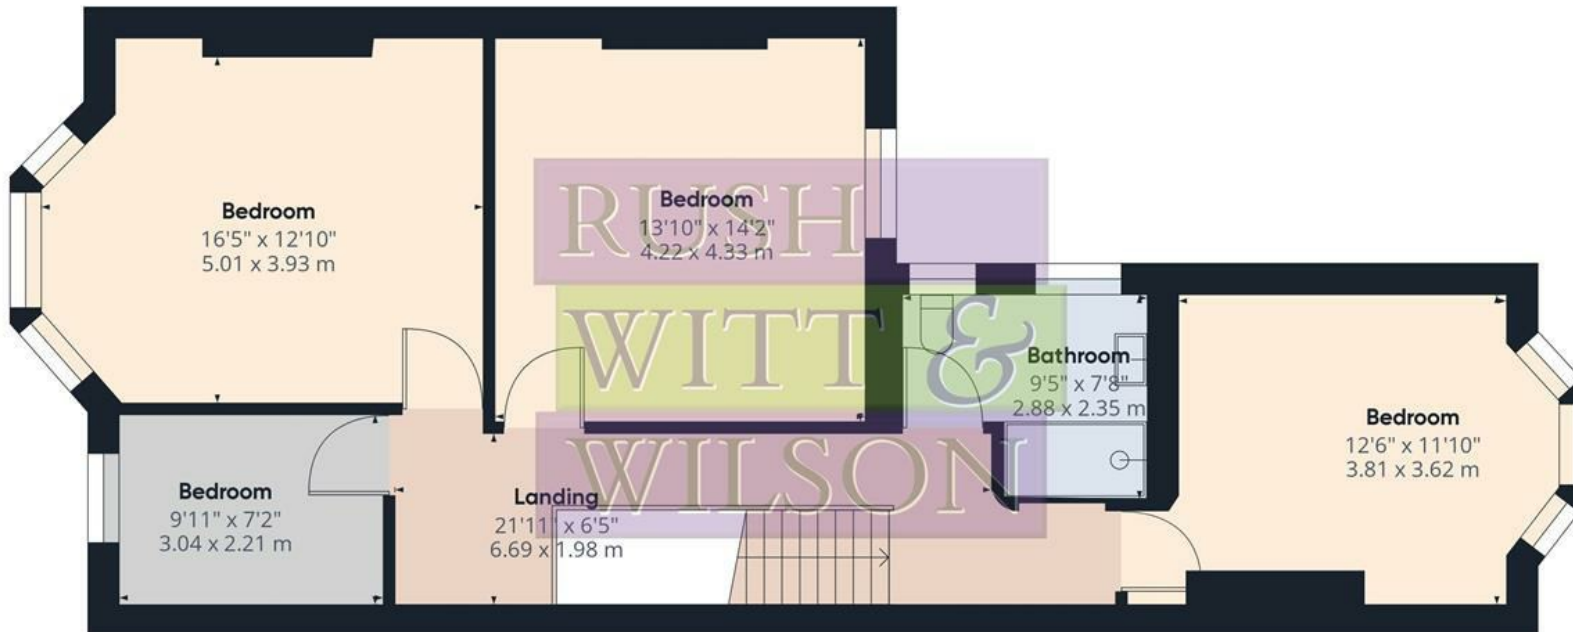 Bedroom
16'5" x 12'10"
5.01 x 3.93 m
Bedroom
13'10" x 14'2"
4.22 x 4.33 m
RUSH
WITT &
WILSON
Bathroom
9'5" x 7'8"
2.88 x 2.35 m
Bedroom
12'6" x 11'10"
3.81 x 3.62 m
Bedroom
9'11" x 7'2"
3.04 x 2.21 m
Landing
21'11" x 6'5"
6.69 x 1.98 m